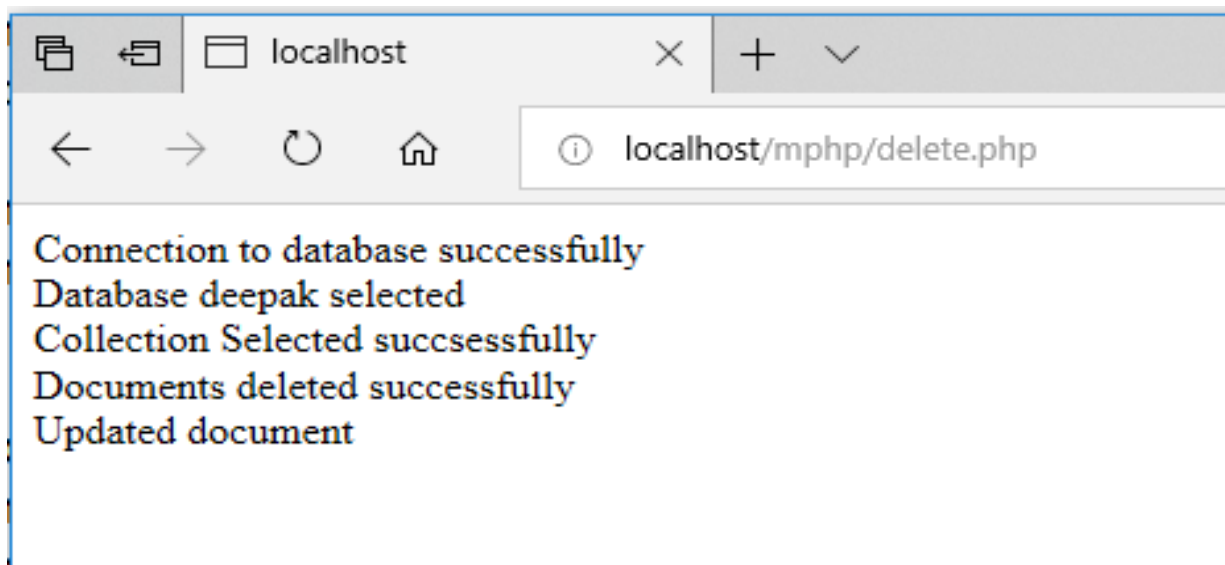 localhost
localhost/mphp/delete.php
Connection to database successfully
Database deepak selected
Collection Selected succsessfully
Documents deleted successfully
Updated document